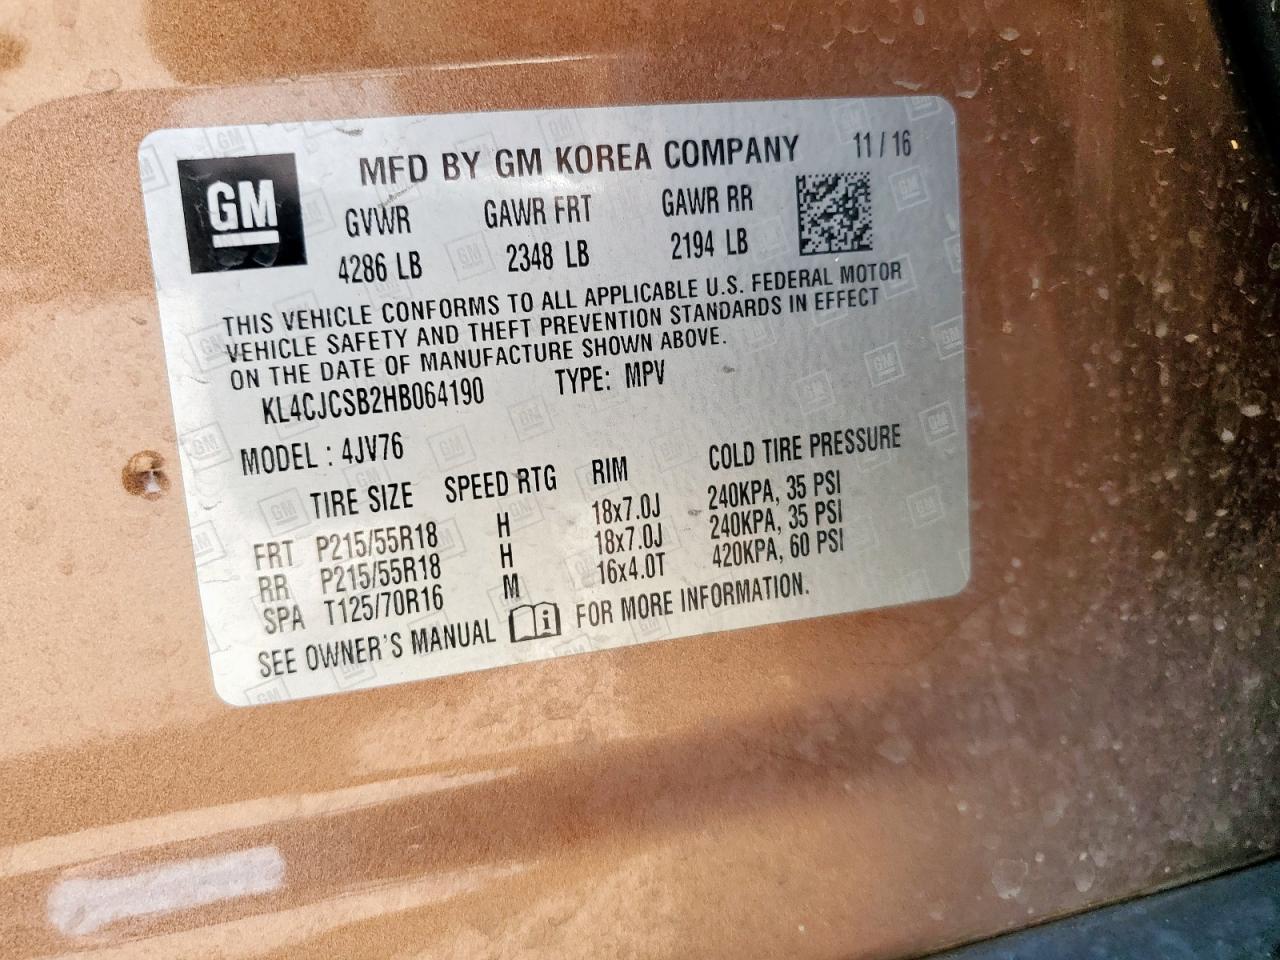 GM
MFD BY GM KOREA COMPANY 11 / 16
GVWR GAWR FRT GAWR RR
4286 LB 2348 LB 2194 LB
THIS VEHICLE CONFORMS TO ALL APPLICABLE U.S. FEDERAL MOTOR
VEHICLE SAFETY AND THEFT PREVENTION STANDARDS IN EFFECT
ON THE DATE OF MANUFACTURE SHOWN ABOVE.
KL4CJCSB2HB064190 TYPE: MPV
MODEL : 4JV76
TIRE SIZE SPEED RTG RIM COLD TIRE PRESSURE
FRT P215/55R18 H 18x7.0J 240KPA, 35 PSI
RR P215/55R18 H 18x7.0J 240KPA, 35 PSI
SPA T125/70R16 M 16x4.0T 420KPA, 60 PSI
SEE OWNER'S MANUAL i FOR MORE INFORMATION.